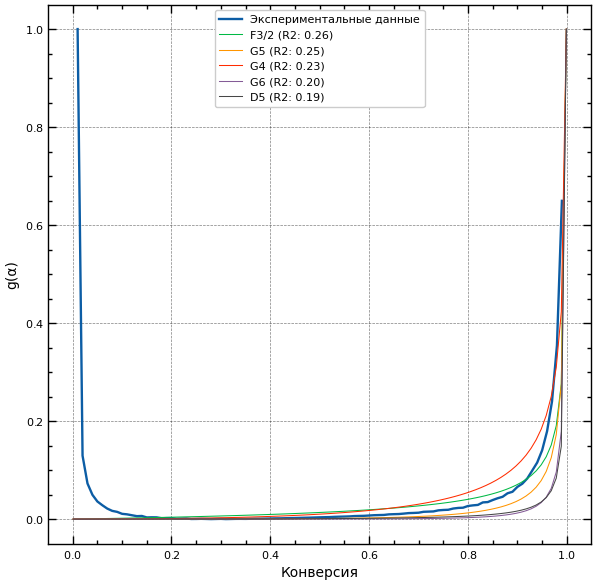 Экспериментальные данные
F3/2 (R2: 0.26)
G5 (R2: 0.25)
G4 (R2: 0.23)
G6 (R2: 0.20)
D5 (R2: 0.19)
1.0
0.8
0.6
0.4
0.2
0.0
g(α)
0.0 0.2 0.4 0.6 0.8 1.0
Конверсия